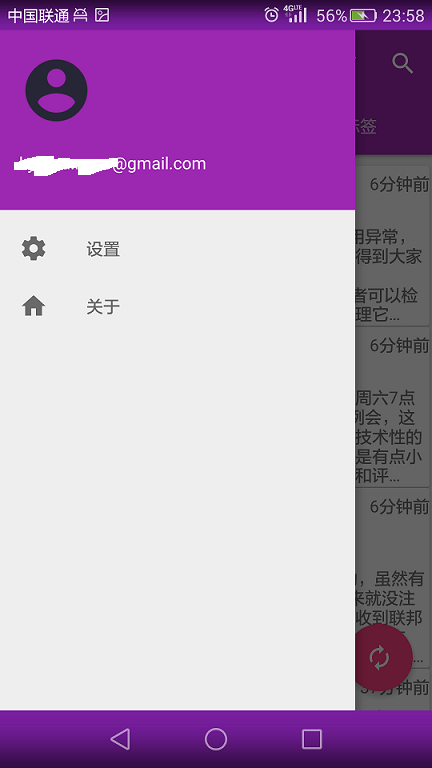 中国联通 4G LTE 56% 23:58
标签
@gmail.com
设置
关于
6分钟前
用异常，
得到大家
者可以检
理它...
6分钟前
周六7点
例会，这
技术性的
是有点小
和评...
6分钟前
，虽然有
来就没注
收到联邦
...
57分钟前